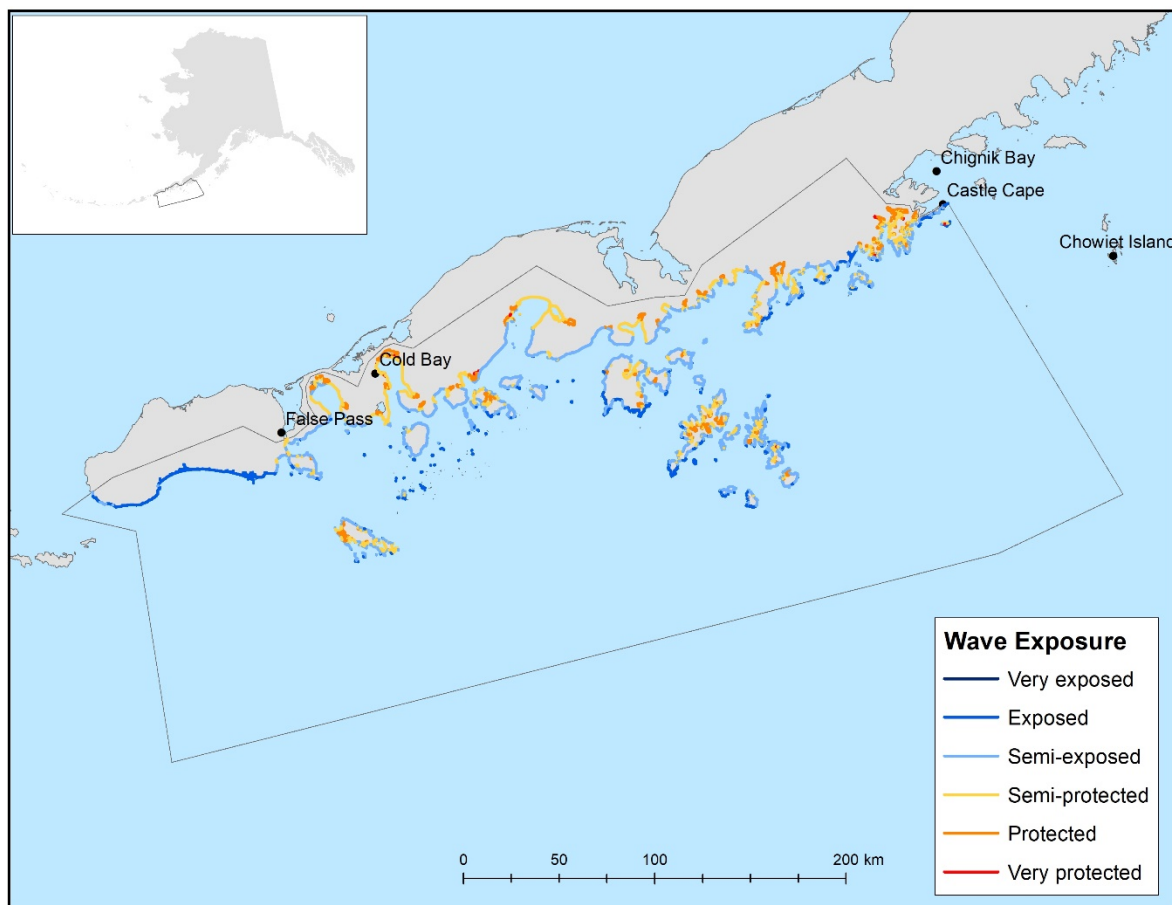 Chignik Bay
Castle Cape
Chowiet Island
Cold Bay
False Pass
Wave Exposure
Very exposed
Exposed
Semi-exposed
Semi-protected
Protected
Very protected
0 50 100 200 km